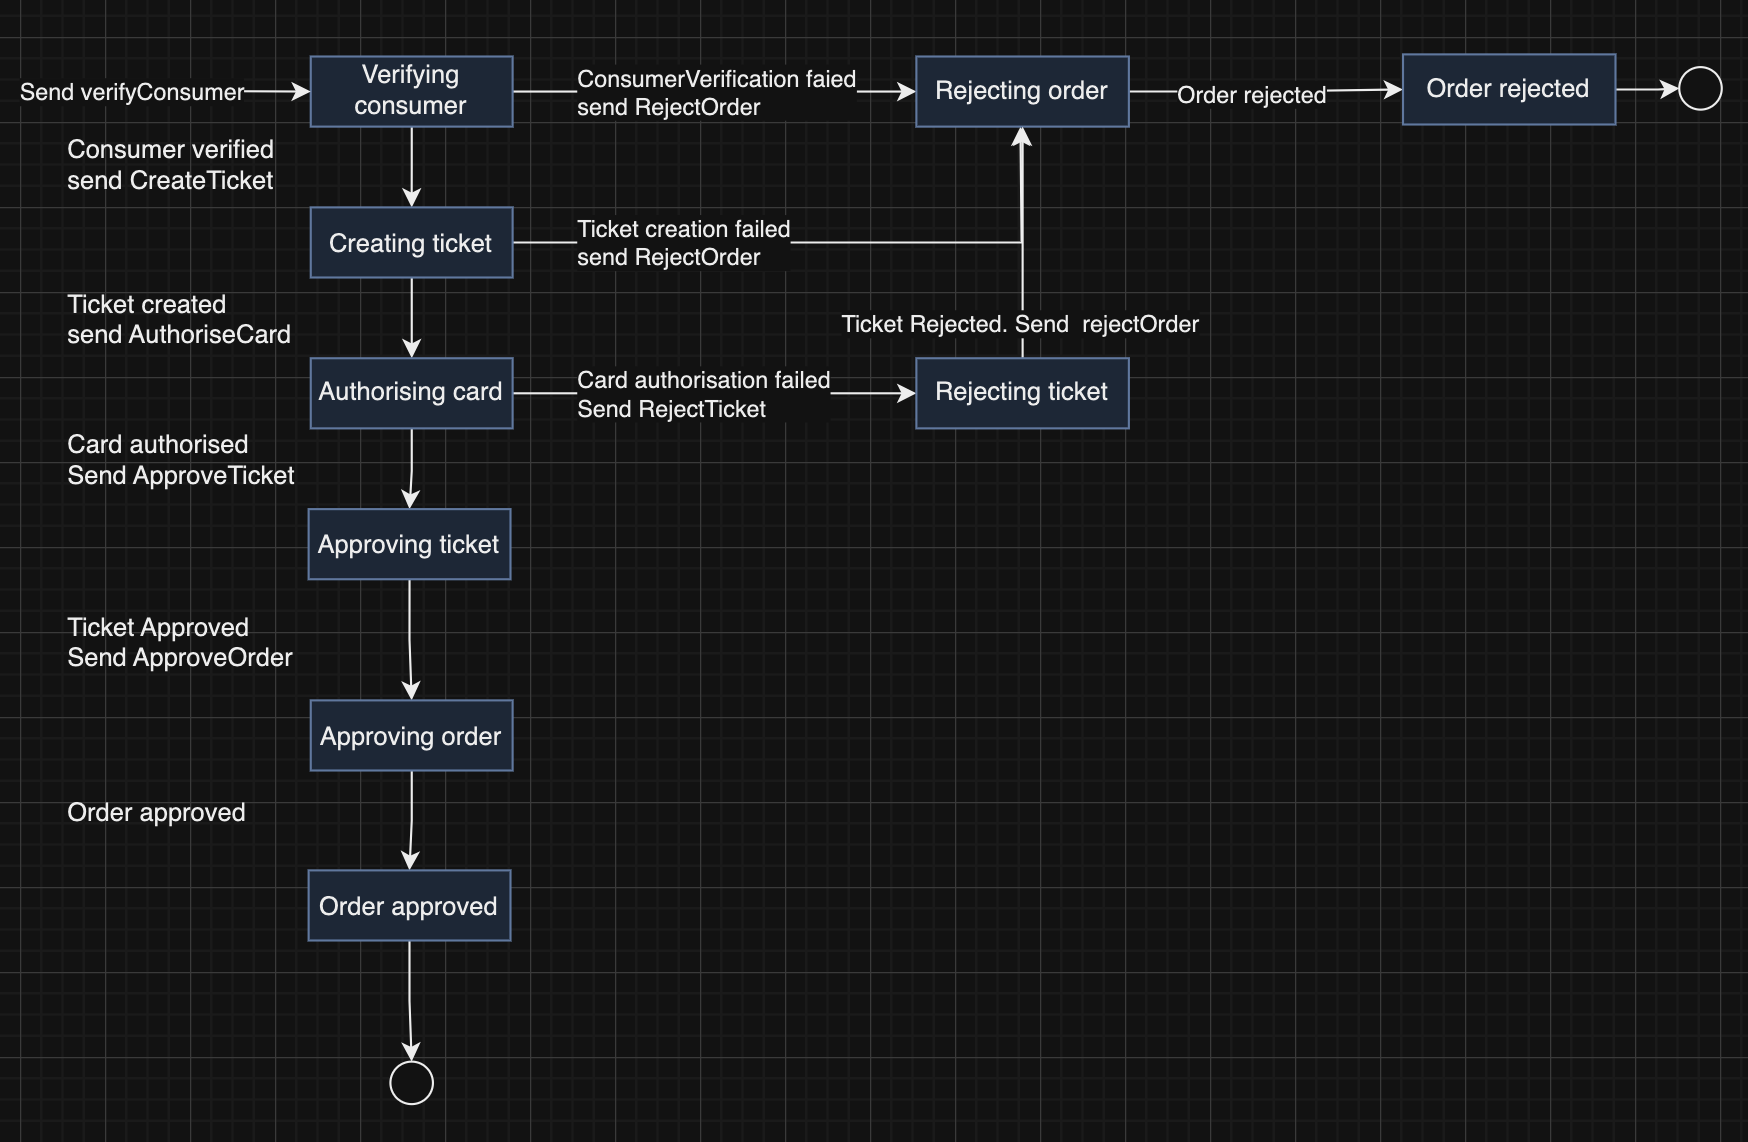 Send verifyConsumer
Verifying
consumer
ConsumerVerification faied
send RejectOrder
Rejecting order
Order rejected
Order rejected
Consumer verified
send CreateTicket
Creating ticket
Ticket creation failed
send RejectOrder
Ticket created
send AuthoriseCard
Ticket Rejected. Send  rejectOrder
Authorising card
Card authorisation failed
Send RejectTicket
Rejecting ticket
Card authorised
Send ApproveTicket
Approving ticket
Ticket Approved
Send ApproveOrder
Approving order
Order approved
Order approved